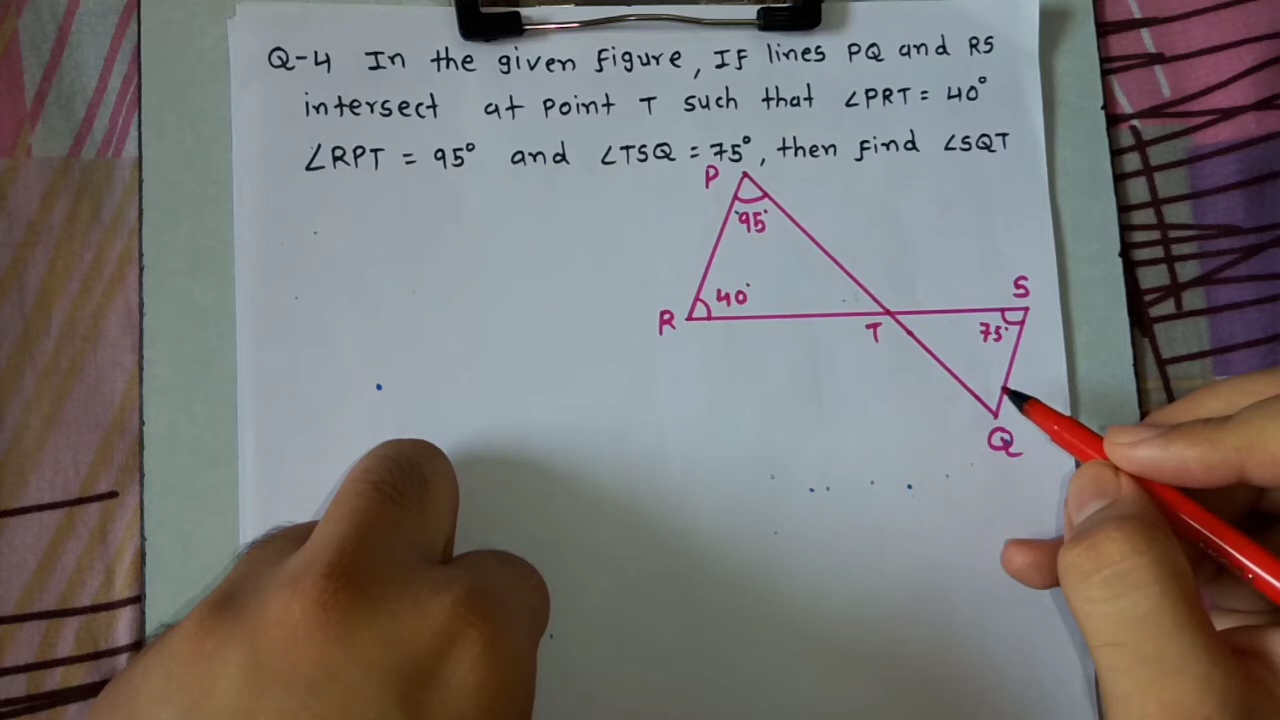 Q-4 In the given figure, If lines PQ and RS
intersect at point T such that ∠PRT = 40°
∠RPT = 95° and ∠TSQ = 75°, then find ∠SQT
P
95°
S
R 40°
T 75°
Q